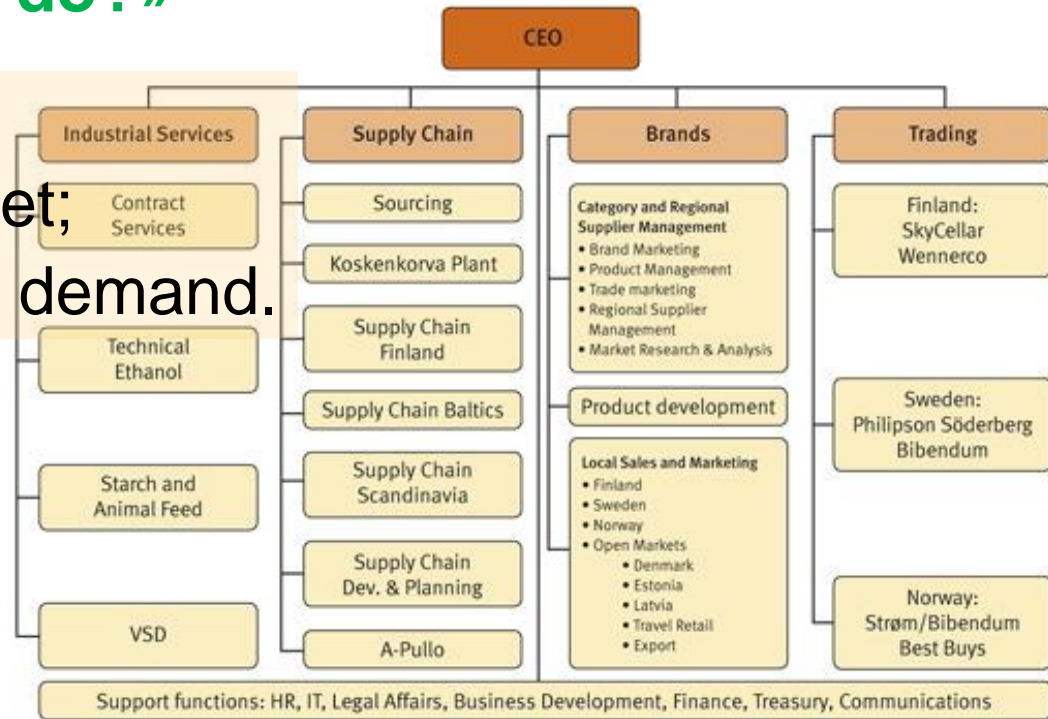 do?»
CEO
Industrial Services
et;
Contract
Services
demand.
Technical
Ethanol
Starch and
Animal Feed
VSD
Supply Chain
Sourcing
Koskenkorva Plant
Supply Chain
Finland
Supply Chain Baltics
Supply Chain
Scandinavia
Supply Chain
Dev. & Planning
A-Pullo
Brands
Category and Regional
Supplier Management
• Brand Marketing
• Product Management
• Trade marketing
• Regional Supplier
Management
• Market Research & Analysis
Product development
Local Sales and Marketing
• Finland
• Sweden
• Norway
• Open Markets
• Denmark
• Estonia
• Latvia
• Travel Retail
• Export
Trading
Finland:
SkyCellar
Wennerco
Sweden:
Philipson Söderberg
Bibendum
Norway:
Strøm/Bibendum
Best Buys
Support functions: HR, IT, Legal Affairs, Business Development, Finance, Treasury, Communications